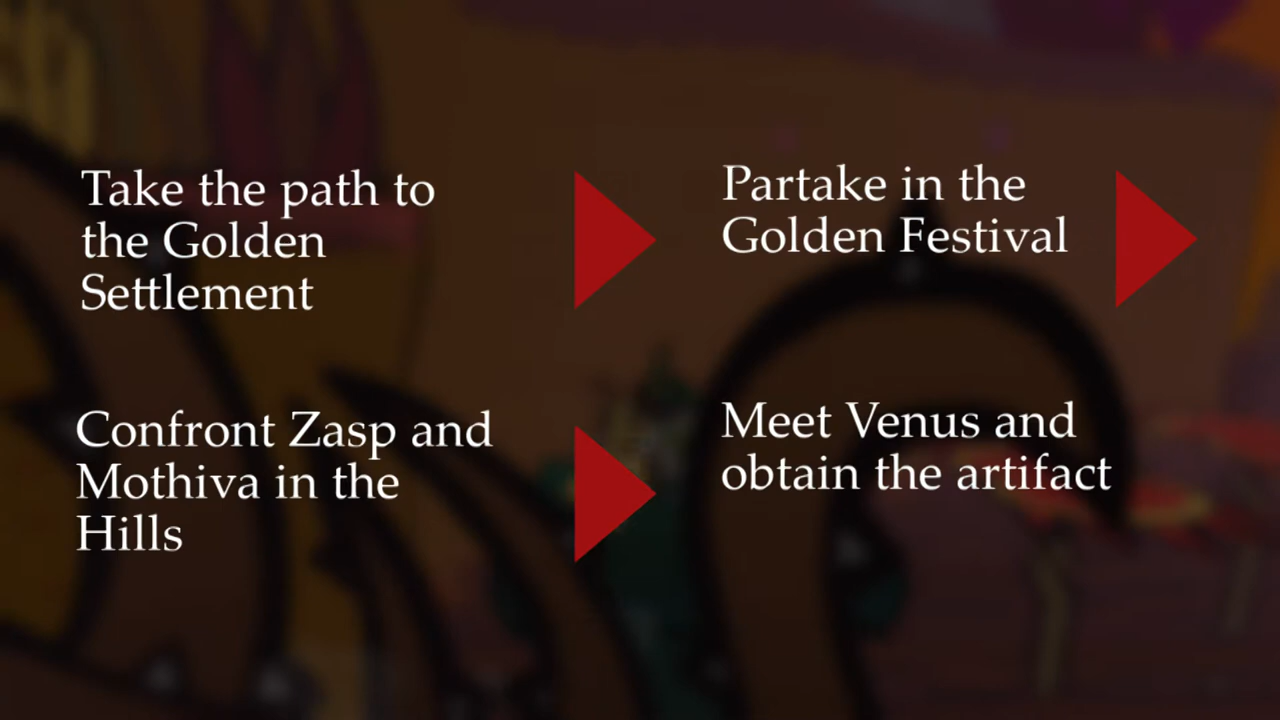 Take the path to
the Golden
Settlement
Partake in the
Golden Festival
Confront Zasp and
Mothiva in the
Hills
Meet Venus and
obtain the artifact